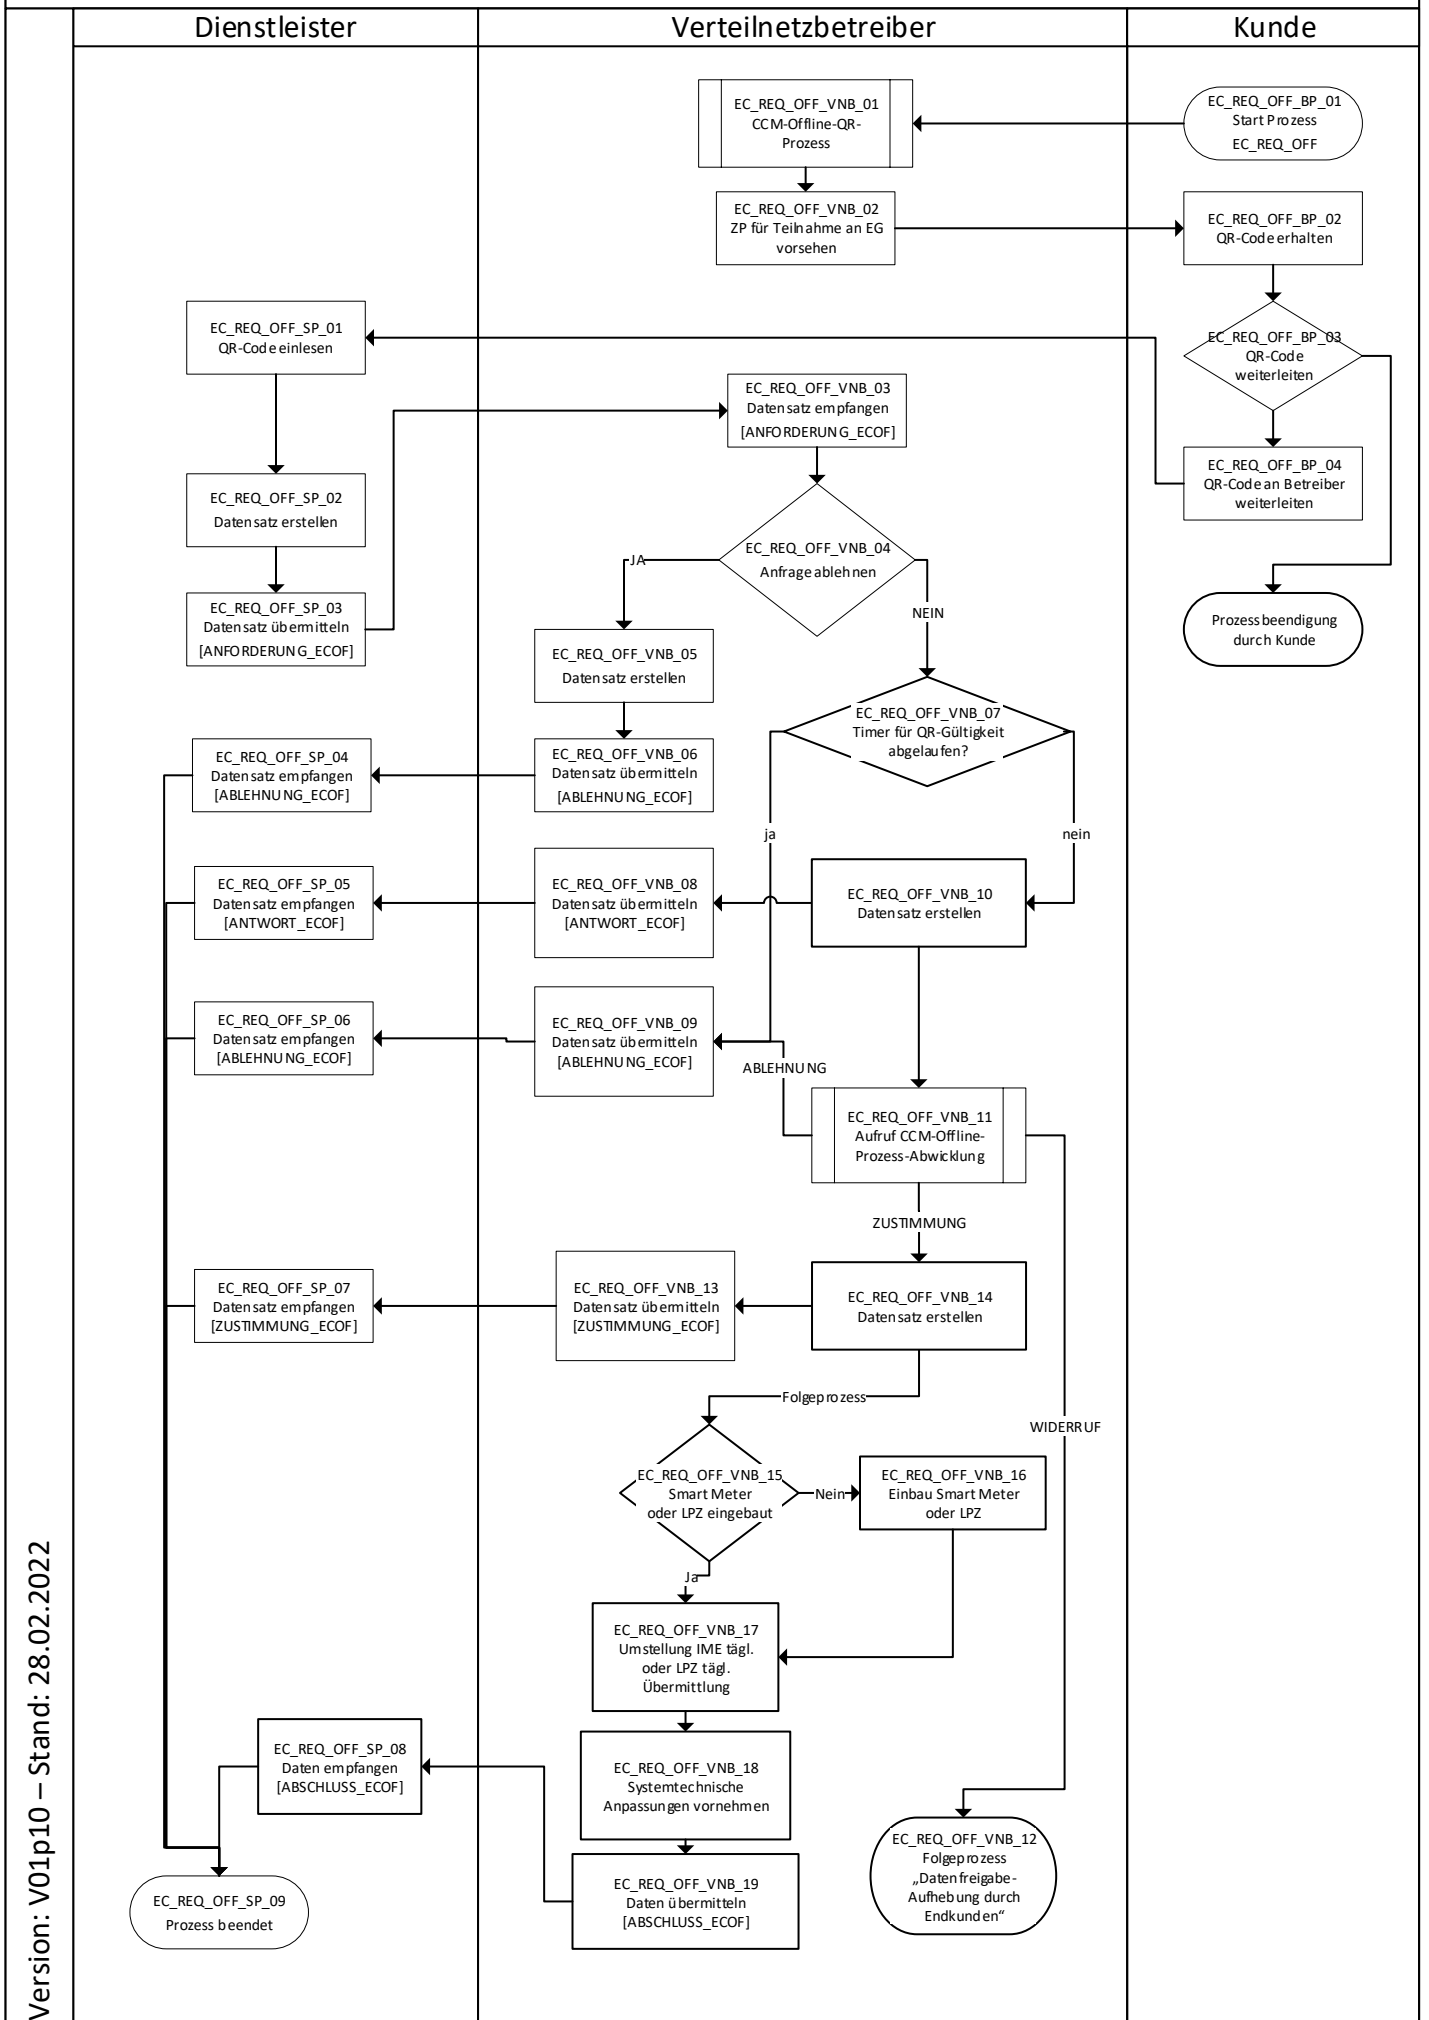 Dienstleister
Verteilnetzbetreiber
Kunde
EC_REQ_OFF_VNB_01
CCM-Offline-QR-
Prozess
EC_REQ_OFF_BP_01
Start Prozess
EC_REQ_OFF
EC_REQ_OFF_VNB_02
ZP für Teilnahme an EG
vorsehen
EC_REQ_OFF_BP_02
QR-Code erhalten
EC_REQ_OFF_SP_01
QR-Code einlesen
EC_REQ_OFF_BP_03
QR-Code
weiterleiten
EC_REQ_OFF_VNB_03
Datensatz empfangen
[ANFORDERUNG_ECOF]
EC_REQ_OFF_BP_04
QR-Code an Betreiber
weiterleiten
EC_REQ_OFF_SP_02
Datensatz erstellen
EC_REQ_OFF_VNB_04
Anfrage ablehnen
JA
NEIN
EC_REQ_OFF_SP_03
Datensatz übermitteln
[ANFORDERUNG_ECOF]
Prozessbeendigung
durch Kunde
EC_REQ_OFF_VNB_05
Datensatz erstellen
EC_REQ_OFF_VNB_07
Timer für QR-Gültigkeit
abgelaufen?
EC_REQ_OFF_SP_04
Datensatz empfangen
[ABLEHNUNG_ECOF]
EC_REQ_OFF_VNB_06
Datensatz übermitteln
[ABLEHNUNG_ECOF]
ja
nein
EC_REQ_OFF_SP_05
Datensatz empfangen
[ANTWORT_ECOF]
EC_REQ_OFF_VNB_08
Datensatz übermitteln
[ANTWORT_ECOF]
EC_REQ_OFF_VNB_10
Datensatz erstellen
EC_REQ_OFF_SP_06
Datensatz empfangen
[ABLEHNUNG_ECOF]
EC_REQ_OFF_VNB_09
Datensatz übermitteln
[ABLEHNUNG_ECOF]
ABLEHNUNG
EC_REQ_OFF_VNB_11
Aufruf CCM-Offline-
Prozess-Abwicklung
ZUSTIMMUNG
EC_REQ_OFF_SP_07
Datensatz empfangen
[ZUSTIMMUNG_ECOF]
EC_REQ_OFF_VNB_13
Datensatz übermitteln
[ZUSTIMMUNG_ECOF]
EC_REQ_OFF_VNB_14
Datensatz erstellen
Folgeprozess
WIDERRUF
EC_REQ_OFF_VNB_15
Smart Meter
oder LPZ eingebaut
Nein
EC_REQ_OFF_VNB_16
Einbau Smart Meter
oder LPZ
Ja
EC_REQ_OFF_VNB_17
Umstellung IME tägl.
oder LPZ tägl.
Übermittlung
EC_REQ_OFF_SP_08
Daten empfangen
[ABSCHLUSS_ECOF]
EC_REQ_OFF_VNB_18
Systemtechnische
Anpassungen vornehmen
EC_REQ_OFF_VNB_12
Folgeprozess
„Datenfreigabe-
Aufhebung durch
Endkunden“
EC_REQ_OFF_VNB_19
Daten übermitteln
[ABSCHLUSS_ECOF]
EC_REQ_OFF_SP_09
Prozess beendet
Version: V01p10 – Stand: 28.02.2022